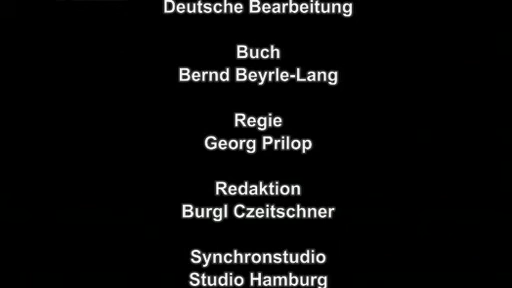 Deutsche Bearbeitung
Buch
Bernd Beyrle-Lang
Regie
Georg Prilop
Redaktion
Burgl Czeitschner
Synchronstudio
Studio Hamburg